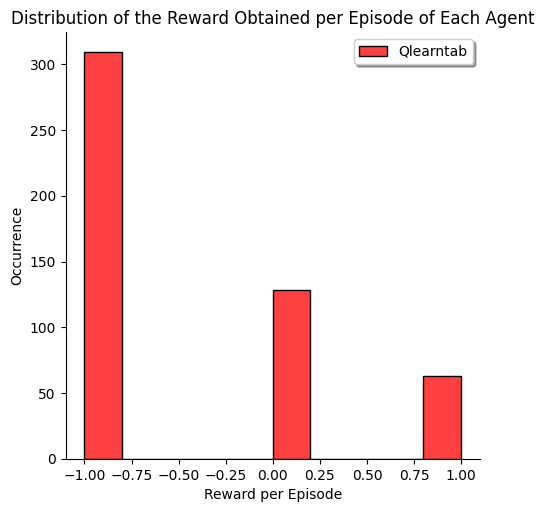 Distribution of the Reward Obtained per Episode of Each Agent
Qlearntab
300
250
200
150
100
50
0
Occurrence
−1.00 −0.75 −0.50 −0.25 0.00 0.25 0.50 0.75 1.00
Reward per Episode